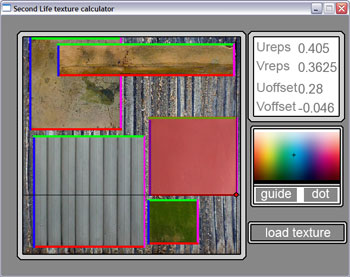 Second Life texture calculator
Ureps 0.405
Vreps 0.3625
Uoffset 0.28
Voffset -0.046
guide dot
load texture